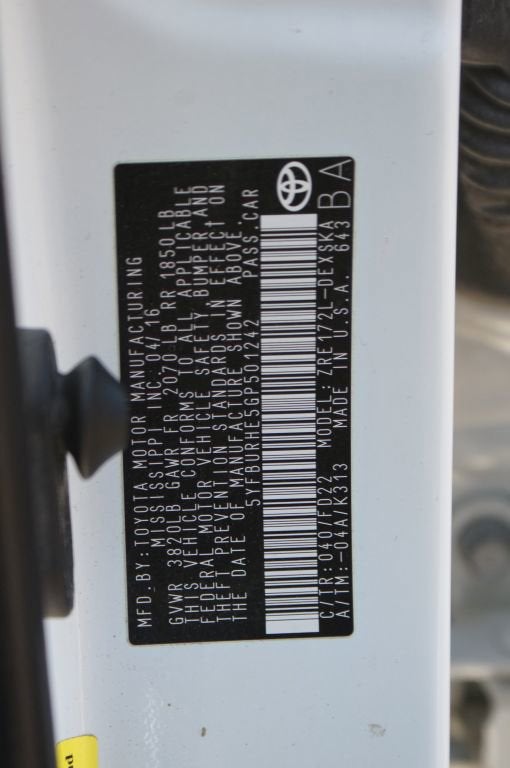 MFD. BY: TOYOTA MOTOR MANUFACTURING
MISSISSIPPI INC. 04/16
GVWR 3820LB GAWR FR 2070 LB RR 1850 LB
THIS VEHICLE CONFORMS TO ALL APPLICABLE
FEDERAL MOTOR VEHICLE SAFETY, BUMPER AND
THEFT PREVENTION STANDARDS IN EFFECT ON
THE DATE OF MANUFACTURE SHOWN ABOVE.
5YFBURHE5GP501242 PASS. CAR
C/TR: 040/FD22 MODEL: ZRE172L-DEXSKA
A/TM: -04A/K313 MADE IN U.S.A. 643 BA